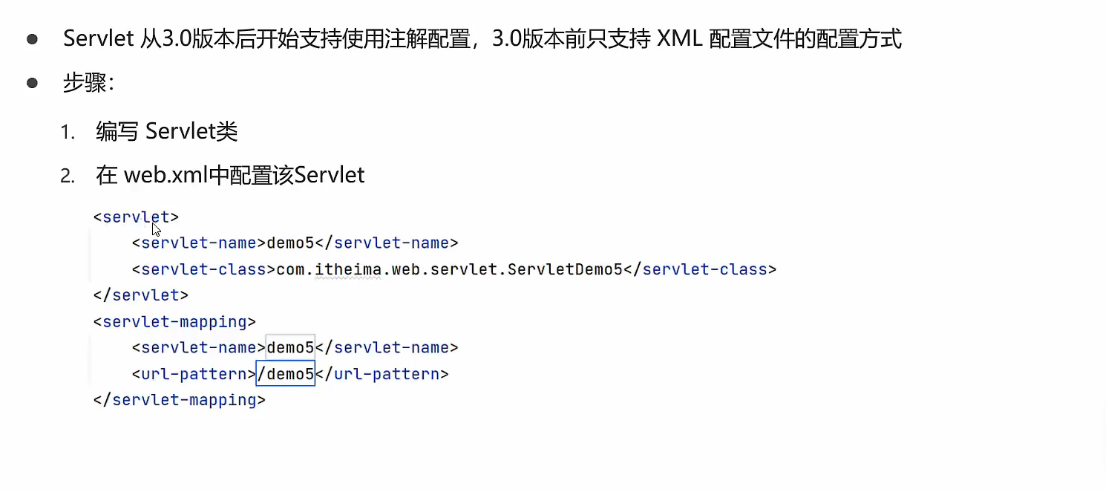 ● Servlet 从3.0版本后开始支持使用注解配置，3.0版本前只支持 XML 配置文件的配置方式
● 步骤：
1. 编写 Servlet类
2. 在 web.xml中配置该Servlet
<servlet>
    <servlet-name>demo5</servlet-name>
    <servlet-class>com.itheima.web.servlet.ServletDemo5</servlet-class>
</servlet>
<servlet-mapping>
    <servlet-name>demo5</servlet-name>
    <url-pattern>/demo5</url-pattern>
</servlet-mapping>